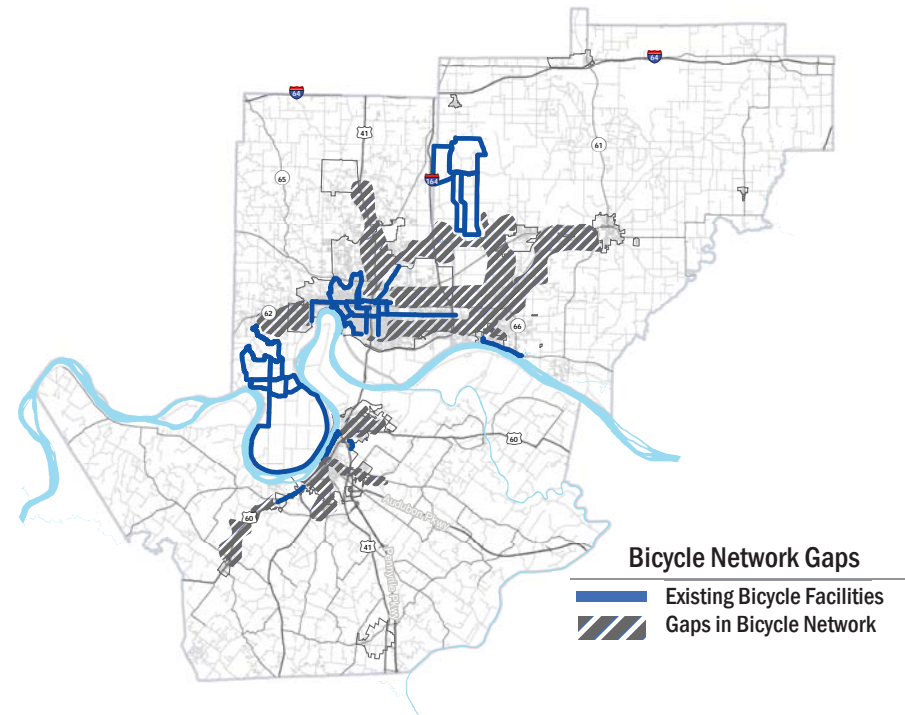 64
64
41
61
65
164
62
66
60
60
Audubon Pkwy
41
Pennyrile Pkwy
Bicycle Network Gaps
Existing Bicycle Facilities
Gaps in Bicycle Network